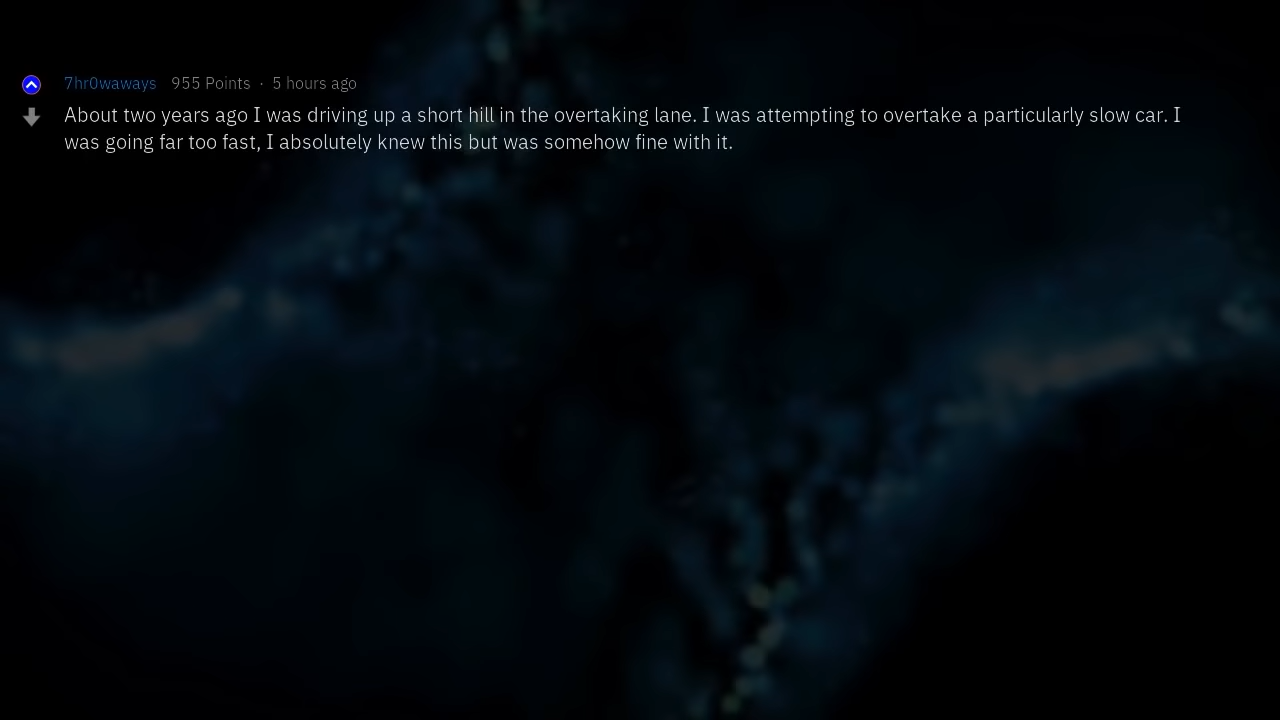 7hr0waways 955 Points · 5 hours ago
About two years ago I was driving up a short hill in the overtaking lane. I was attempting to overtake a particularly slow car. I
was going far too fast, I absolutely knew this but was somehow fine with it.